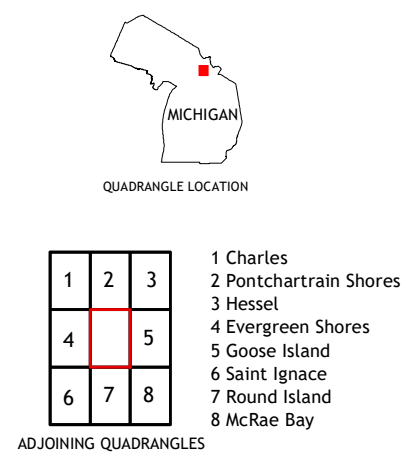 MICHIGAN
QUADRANGLE LOCATION
1 2 3
4 5
6 7 8
ADJOINING QUADRANGLES
1 Charles
2 Pontchartrain Shores
3 Hessel
4 Evergreen Shores
5 Goose Island
6 Saint Ignace
7 Round Island
8 McRae Bay